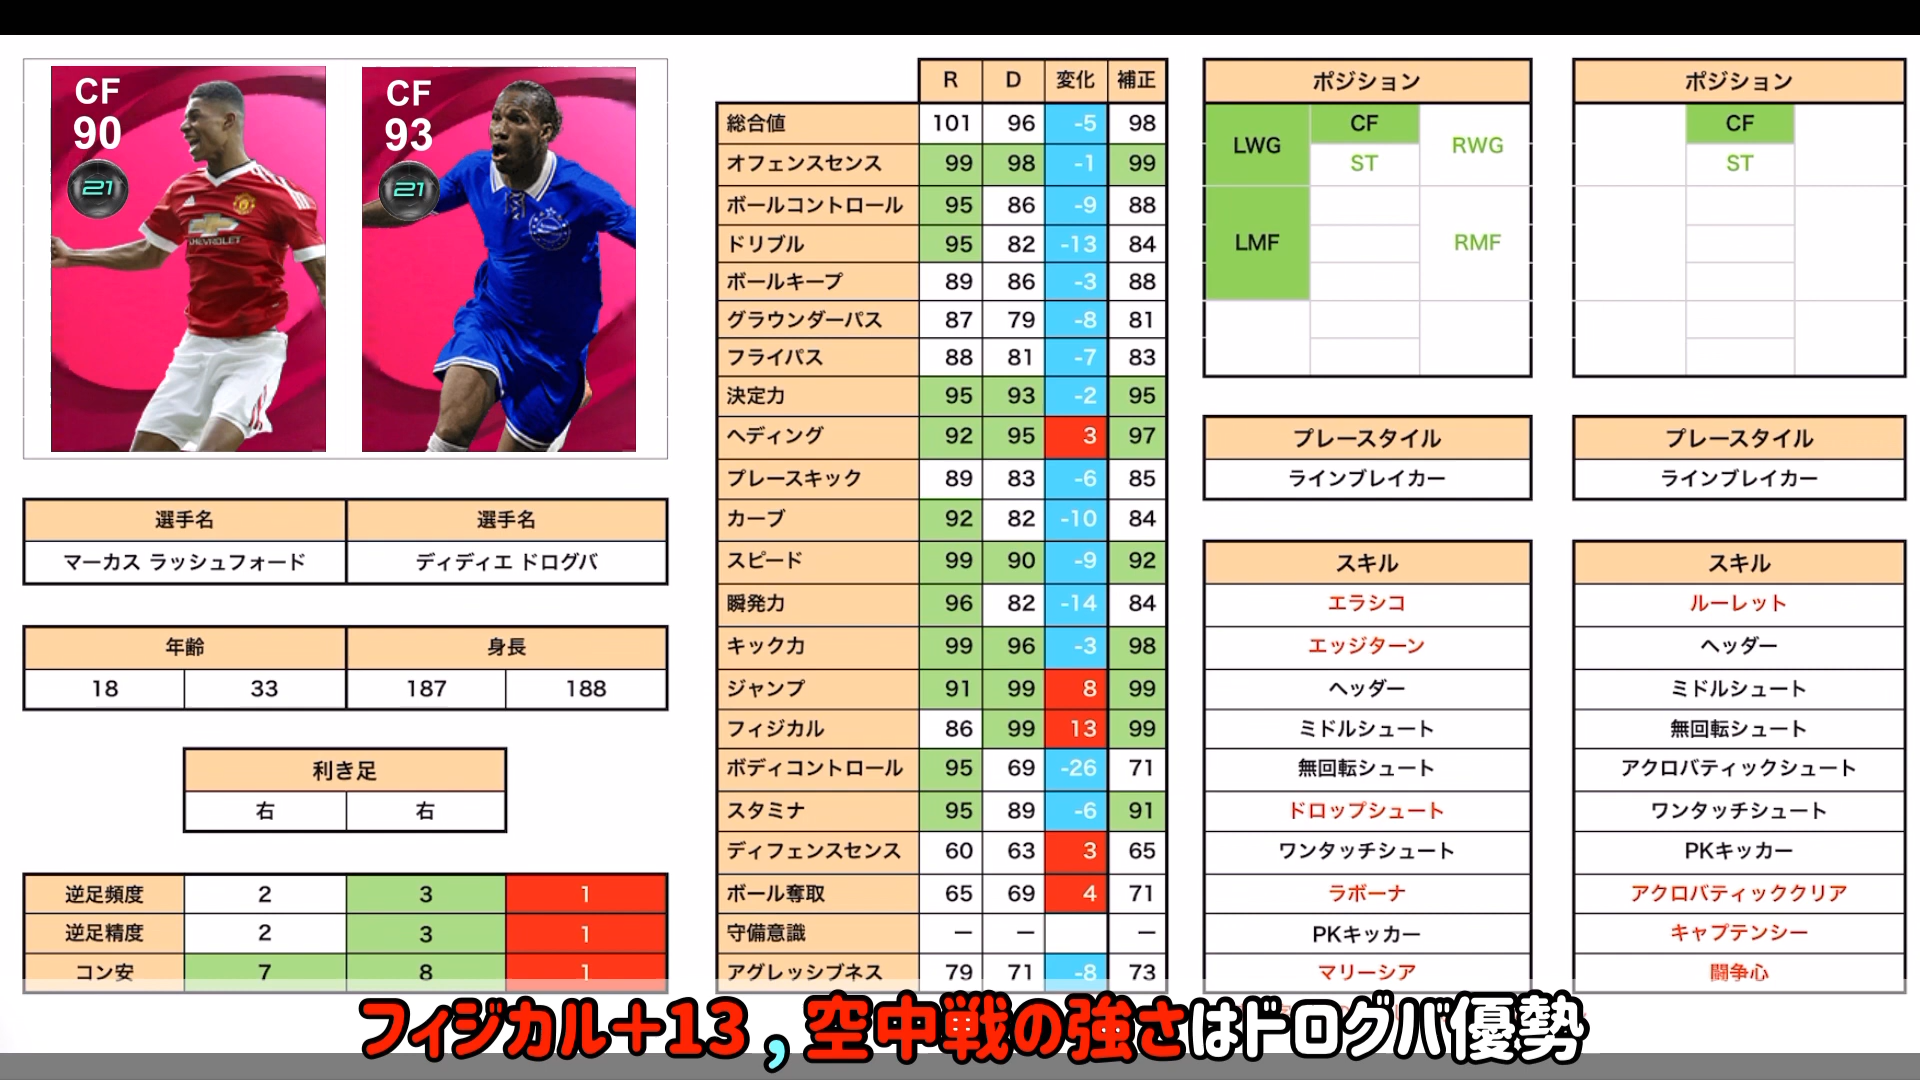 CF
90
21
CHEVROLET
CF
93
21
選手名 選手名
マーカス ラッシュフォード ディディエ ドログバ
年齢 身長
18 33 187 188
利き足
右 右
逆足頻度 2 3 1
逆足精度 2 3 1
コン安 7 8 1
R D 変化 補正
総合値 101 96 -5 98
オフェンスセンス 99 98 -1 99
ボールコントロール 95 86 -9 88
ドリブル 95 82 -13 84
ボールキープ 89 86 -3 88
グラウンダーパス 87 79 -8 81
フライパス 88 81 -7 83
決定力 95 93 -2 95
ヘディング 92 95 3 97
プレースキック 89 83 -6 85
カーブ 92 82 -10 84
スピード 99 90 -9 92
瞬発力 96 82 -14 84
キック力 99 96 -3 98
ジャンプ 91 99 8 99
フィジカル 86 99 13 99
ボディコントロール 95 69 -26 71
スタミナ 95 89 -6 91
ディフェンスセンス 60 63 3 65
ボール奪取 65 69 4 71
守備意識 — — —
アグレッシブネス 79 71 -8 73
ポジション
LWG CF RWG
ST
LMF RMF
プレースタイル
ラインブレイカー
スキル
エラシコ
エッジターン
ヘッダー
ミドルシュート
無回転シュート
ドロップシュート
ワンタッチシュート
ラボーナ
PKキッカー
マリーシア
ポジション
CF
ST
プレースタイル
ラインブレイカー
スキル
ルーレット
ヘッダー
ミドルシュート
無回転シュート
アクロバティックシュート
ワンタッチシュート
PKキッカー
アクロバティッククリア
キャプテンシー
闘争心
フィジカル+13,空中戦の強さはドログバ優勢